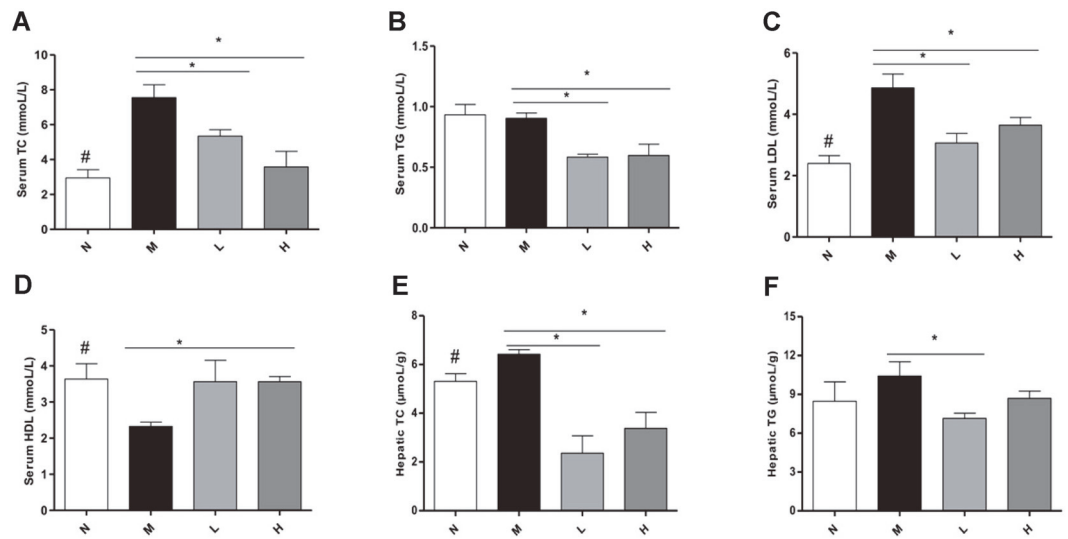 A
Serum TC (mmoL/L)
10
8
6
4
2
0
#
*
*
N M L H
B
Serum TG (mmoL/L)
1.5
1.0
0.5
0.0
*
*
N M L H
C
Serum LDL (mmoL/L)
6
4
2
0
#
*
*
N M L H
D
Serum HDL (mmoL/L)
5
4
3
2
1
0
#
*
N M L H
E
Hepatic TC (μmoL/g)
8
6
4
2
0
#
*
*
N M L H
F
Hepatic TG (μmoL/g)
15
12
9
6
3
0
*
N M L H